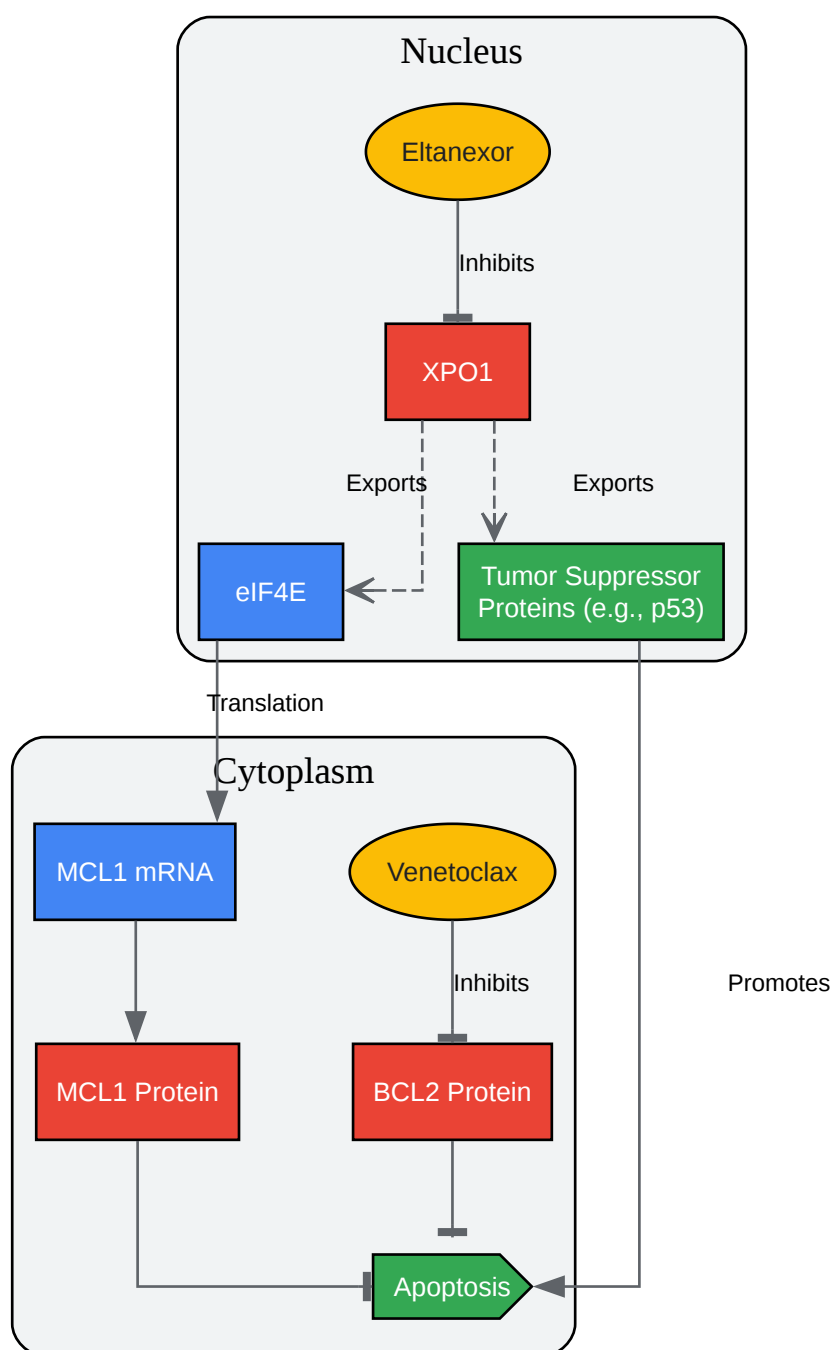 Nucleus
Eltanexor
Inhibits
XPO1
Exports
Exports
eIF4E
Tumor Suppressor
Proteins (e.g., p53)
Translation
Cytoplasm
MCL1 mRNA
Venetoclax
Inhibits
Promotes
MCL1 Protein
BCL2 Protein
Apoptosis